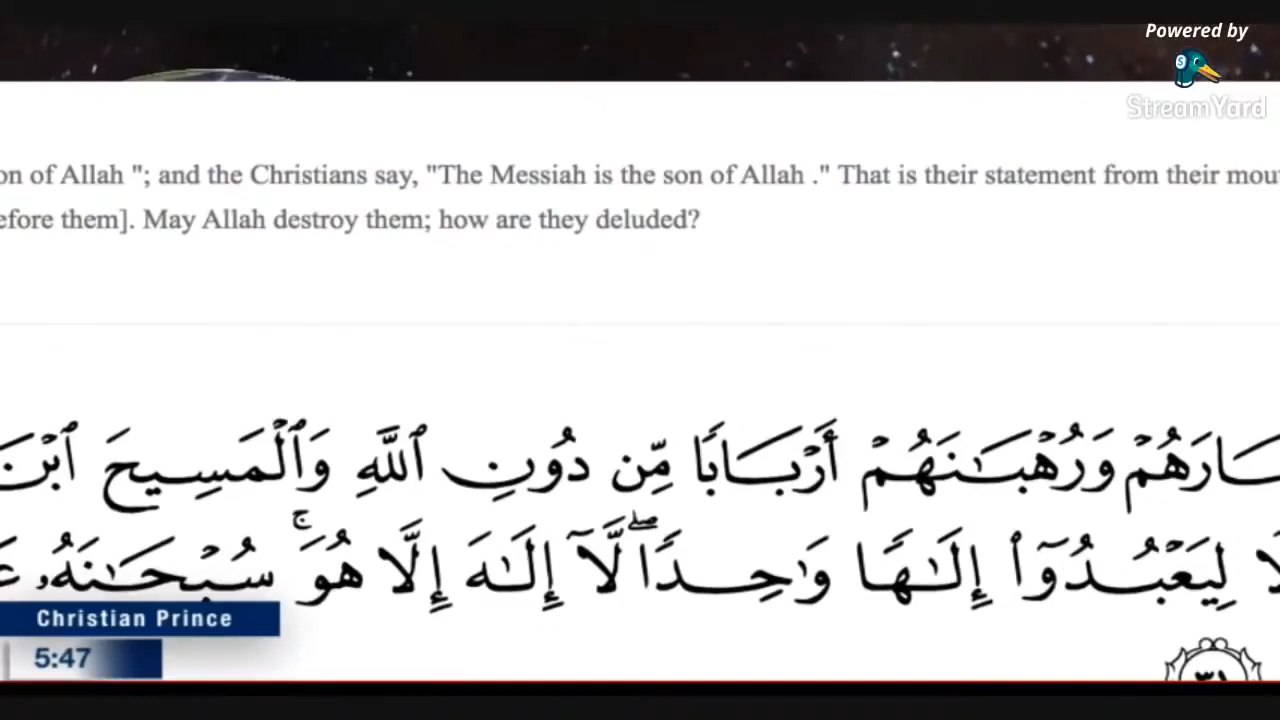 Powered by
StreamYard
on of Allah "; and the Christians say, "The Messiah is the son of Allah ." That is their statement from their mou
efore them]. May Allah destroy them; how are they deluded?
ـارَهُمْ وَرُهْبَـٰنَهُمْ أَرْبَابًا مِّن دُونِ ٱللَّهِ وَٱلْمَسِيحَ ٱبْنَ
لِيَعْبُدُوٓا۟ إِلَـٰهًا وَٰحِدًا ۖ لَّآ إِلَـٰهَ إِلَّا هُوَ ۚ سُبْحَـٰنَهُۥ
Christian Prince
5:47
٣١